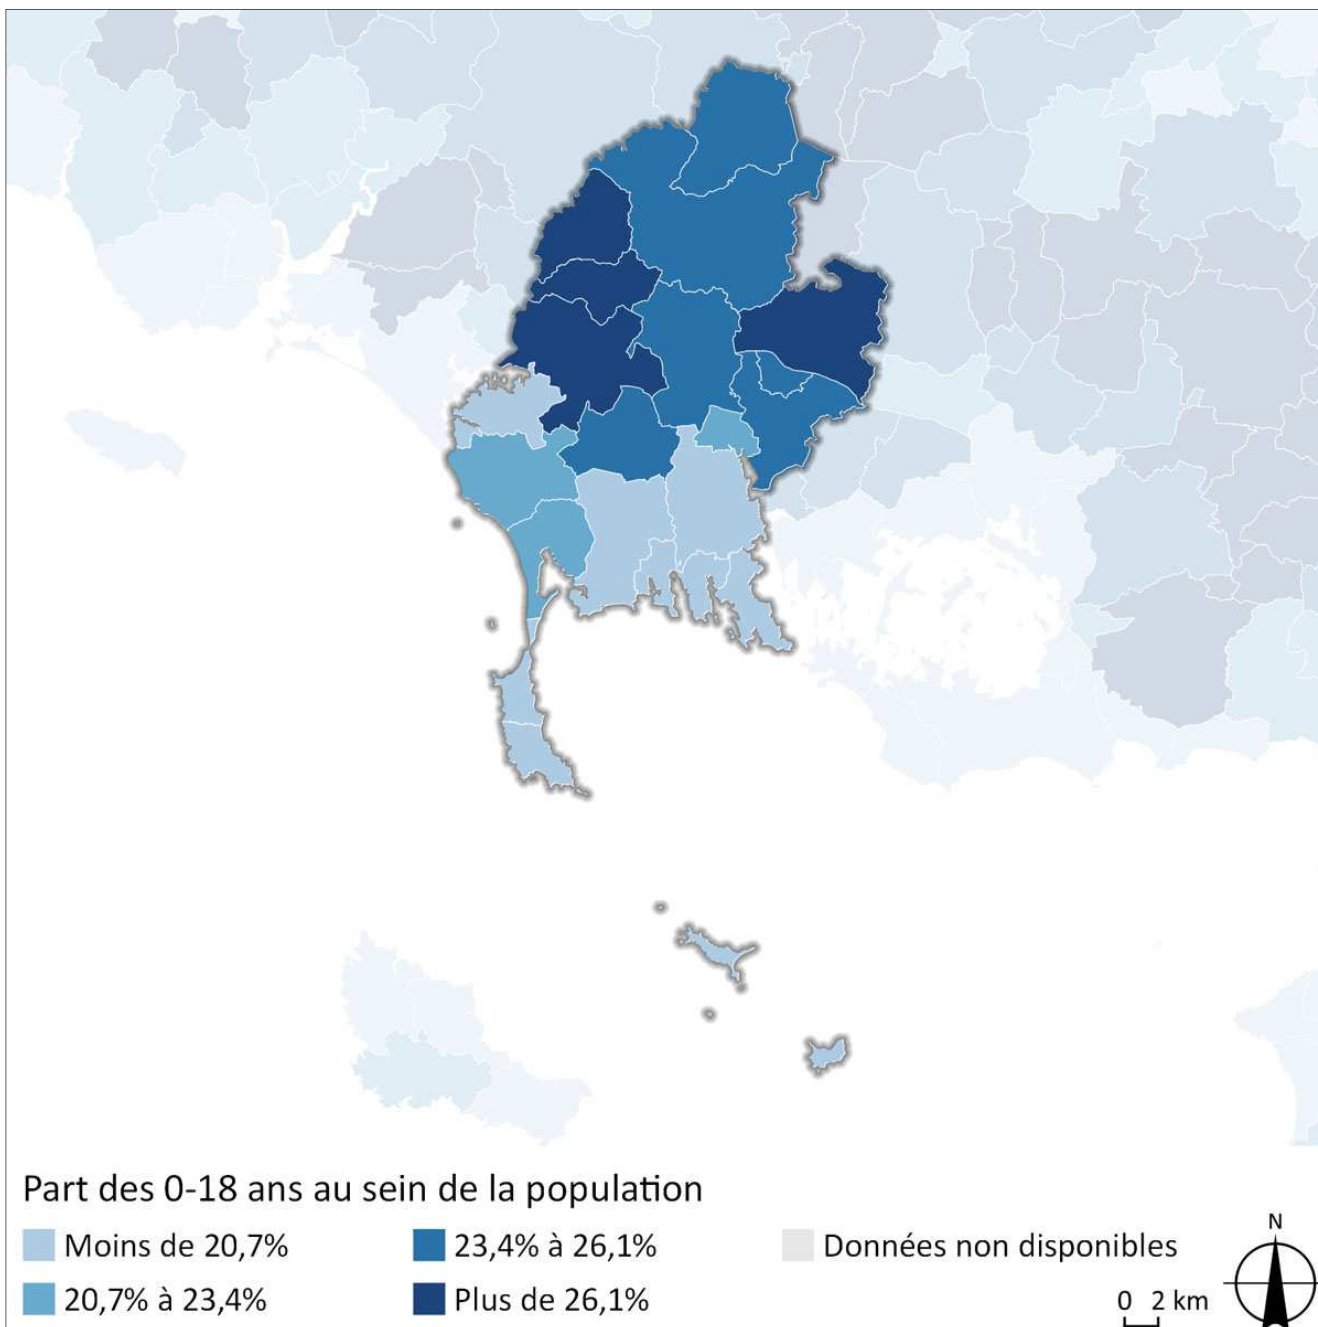 Part des 0-18 ans au sein de la population
Moins de 20,7%
23,4% à 26,1%
Données non disponibles
20,7% à 23,4%
Plus de 26,1%
N
0 2 km